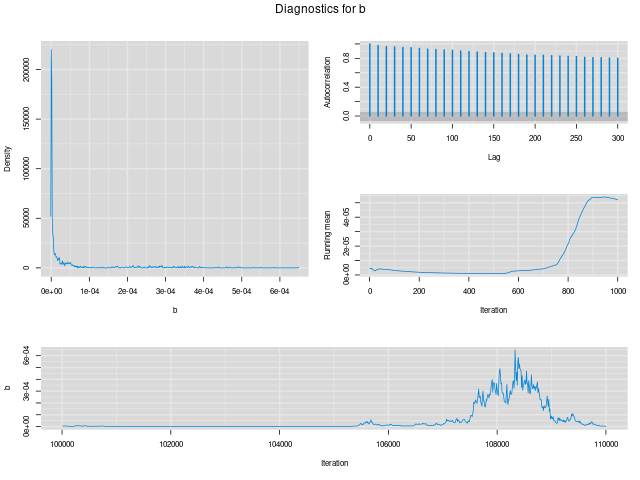 Diagnostics for b
Density
0 50000 100000 150000 200000
0e+00 1e-04 2e-04 3e-04 4e-04 5e-04 6e-04
b
Autocorrelation
0.0 0.4 0.8
0 50 100 150 200 250 300
Lag
Running mean
0e+00 2e-05 4e-05
0 200 400 600 800 1000
Iteration
b
0e+00 3e-04 6e-04
100000 102000 104000 106000 108000 110000
Iteration